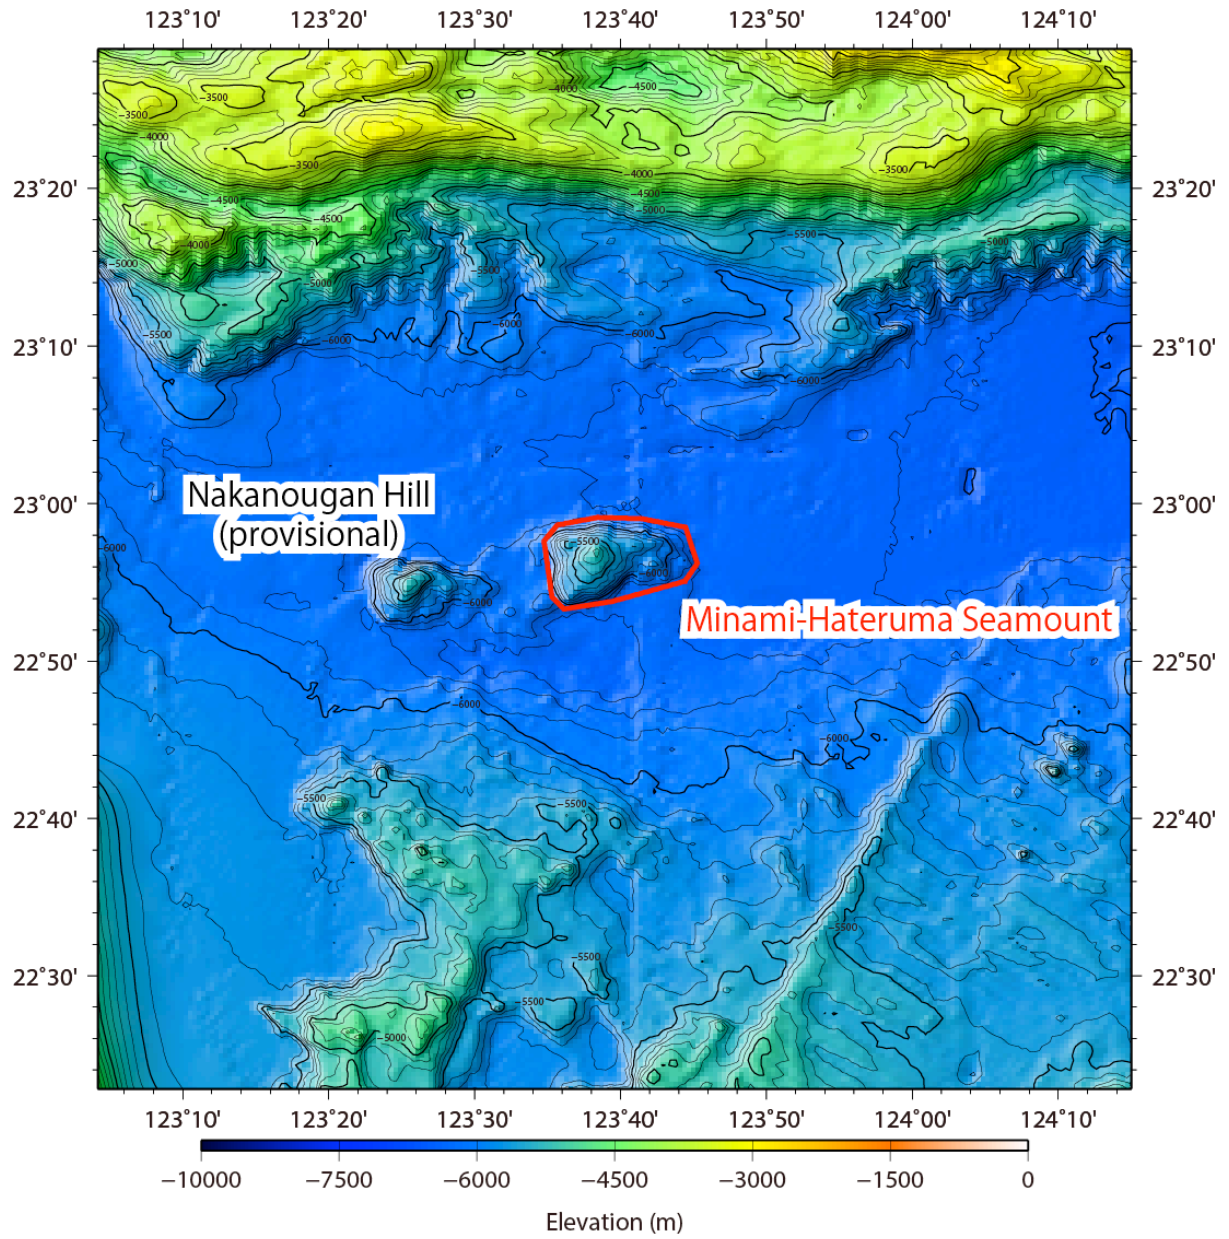 123°10' 123°20' 123°30' 123°40' 123°50' 124°00' 124°10'
−4000 −4500
−3500 −3500
−3500
−4000
−3500 −4000 −3500
23°20' −4500 −4500 23°20'
−4500 −5000
−4000 −5500 −5000
−5000 −5500
−5000
−5500 −6000 −6000
23°10' −6000 23°10'
−6000
23°00' Nakanougan Hill 23°00'
(provisional)
−6000 5500
−6000
−6000
Minami-Hateruma Seamount
22°50' 22°50'
−6000
−6000
−5500 −5500
22°40' 22°40'
−5500
22°30' −5500 22°30'
−5500
−5000
123°10' 123°20' 123°30' 123°40' 123°50' 124°00' 124°10'
−10000 −7500 −6000 −4500 −3000 −1500 0
Elevation (m)